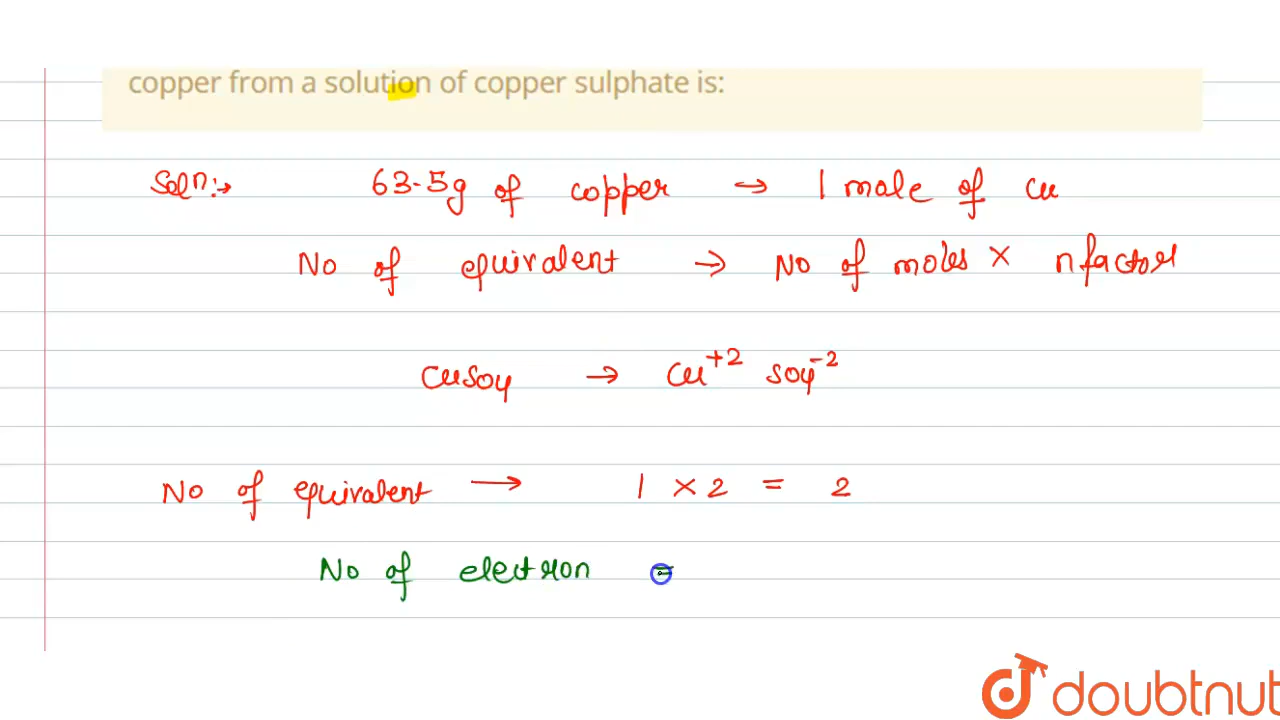 copper from a solution of copper sulphate is:
Soln:→ 63.5g of copper → 1 mole of Cu
No of equivalent → No of moles × n factor
CuSO4 → Cu+2 SO4-2
No of equivalent → 1 × 2 = 2
No of electron =
doubtnut